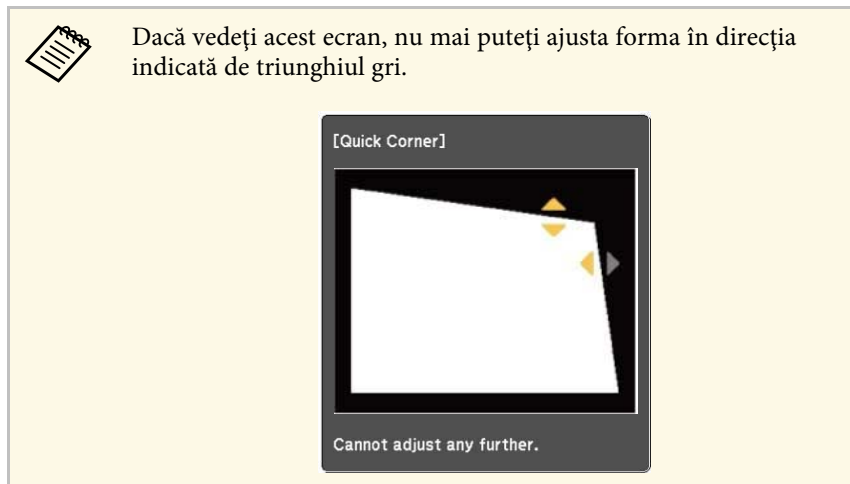 Dacă vedeţi acest ecran, nu mai puteţi ajusta forma în direcţia
indicată de triunghiul gri.
[Quick Corner]
Cannot adjust any further.